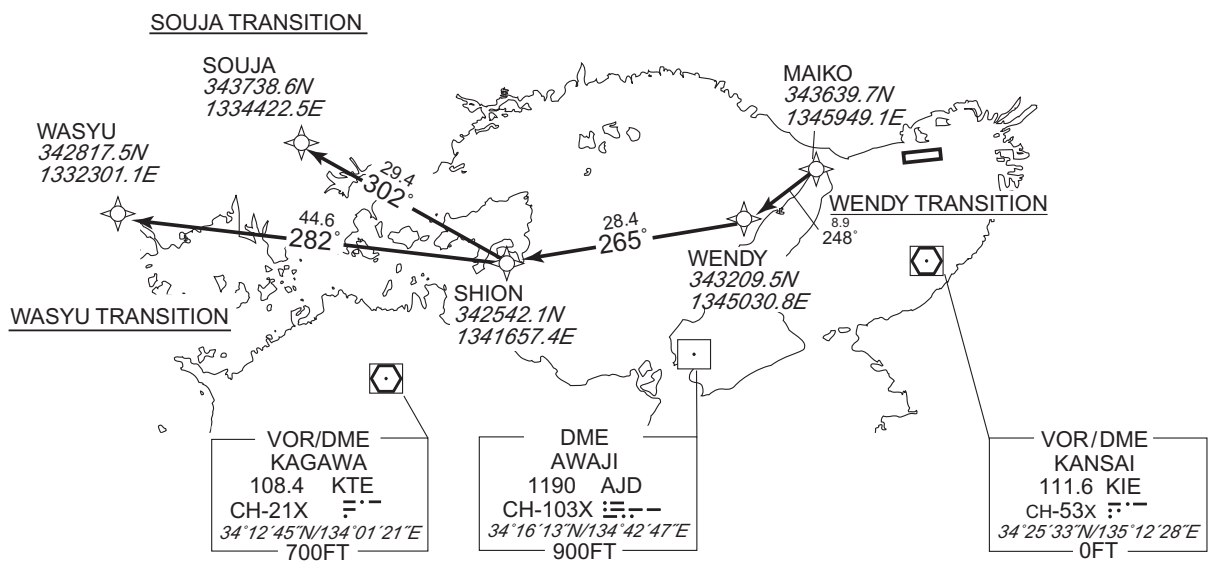 SOUJA TRANSITION
SOUJA
343738.6N
1334422.5E
MAIKO
343639.7N
1345949.1E
WASYU
342817.5N
1332301.1E
29.4
302°
WENDY TRANSITION
44.6
282°
28.4
265°
8.9
248°
WENDY
343209.5N
1345030.8E
SHION
342542.1N
1341657.4E
WASYU TRANSITION
VOR/DME
KAGAWA
108.4 KTE
CH-21X
34°12´45˝N/134°01´21˝E
700FT
DME
AWAJI
1190 AJD
CH-103X
34°16´13˝N/134°42´47˝E
900FT
VOR/DME
KANSAI
111.6 KIE
CH-53X
34°25´33˝N/135°12´28˝E
0FT